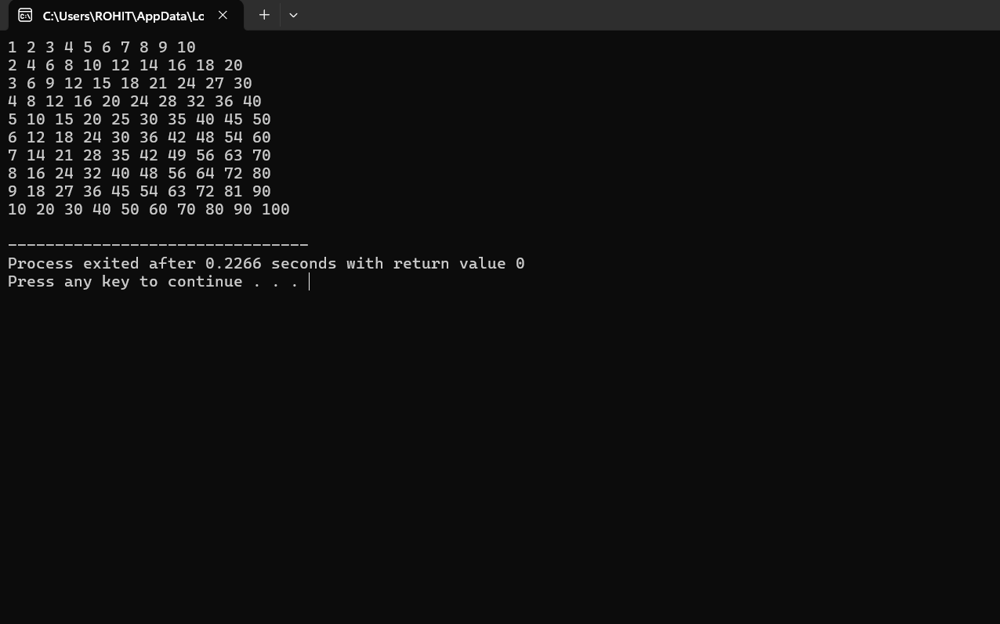 C:\Users\ROHIT\AppData\Lc
1 2 3 4 5 6 7 8 9 10
2 4 6 8 10 12 14 16 18 20
3 6 9 12 15 18 21 24 27 30
4 8 12 16 20 24 28 32 36 40
5 10 15 20 25 30 35 40 45 50
6 12 18 24 30 36 42 48 54 60
7 14 21 28 35 42 49 56 63 70
8 16 24 32 40 48 56 64 72 80
9 18 27 36 45 54 63 72 81 90
10 20 30 40 50 60 70 80 90 100
--------------------------------
Process exited after 0.2266 seconds with return value 0
Press any key to continue . . .